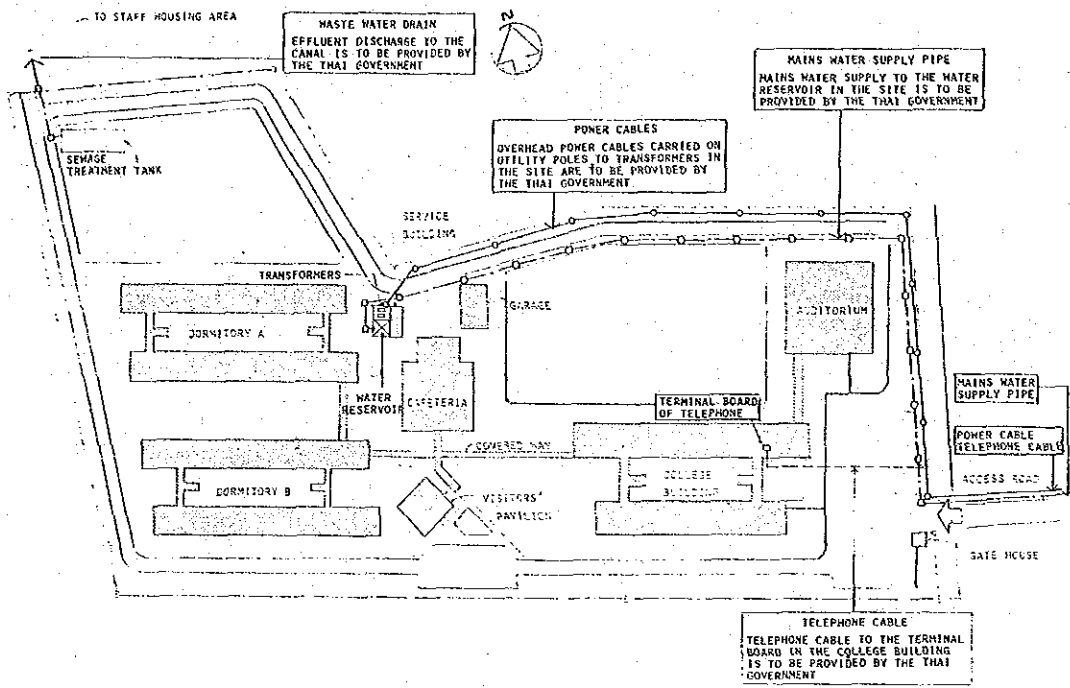 TO STAFF HOUSING AREA
WASTE WATER DRAIN
EFFLUENT DISCHARGE TO THE
CANAL IS TO BE PROVIDED BY
THE THAI GOVERNMENT
N
MAINS WATER SUPPLY PIPE
MAINS WATER SUPPLY TO THE WATER
RESERVOIR IN THE SITE IS TO BE
PROVIDED BY THE THAI GOVERNMENT
POWER CABLES
OVERHEAD POWER CABLES CARRIED ON
UTILITY POLES TO TRANSFORMERS IN
THE SITE ARE TO BE PROVIDED BY
THE THAI GOVERNMENT
SEWAGE
TREATMENT TANK
SERVICE
BUILDING
TRANSFORMERS
GARAGE
AUDITORIUM
DORMITORY A
WATER
RESERVOIR
CAFETERIA
TERMINAL BOARD
OF TELEPHONE
MAINS WATER
SUPPLY PIPE
POWER CABLE
TELEPHONE CABLE
COVERED WAY
ACCESS ROAD
DORMITORY B
VISITORS'
PAVILION
COLLEGE
BUILDING
GATE HOUSE
TELEPHONE CABLE
TELEPHONE CABLE TO THE TERMINAL
BOARD IN THE COLLEGE BUILDING
IS TO BE PROVIDED BY THE THAI
GOVERNMENT